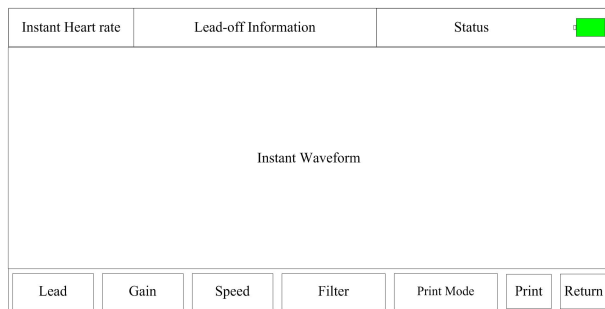 Instant Heart rate
Lead-off Information
Status
Instant Waveform
Lead
Gain
Speed
Filter
Print Mode
Print
Return